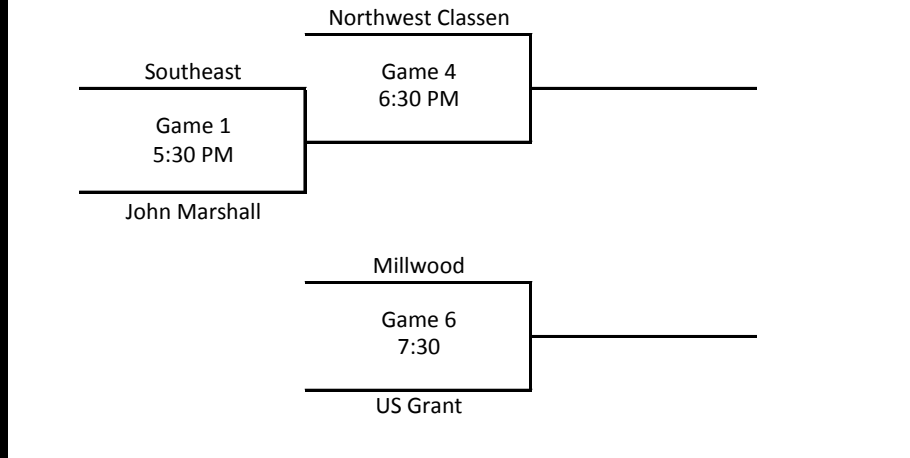 Northwest Classen
Southeast
Game 4
6:30 PM
Game 1
5:30 PM
John Marshall
Millwood
Game 6
7:30
US Grant